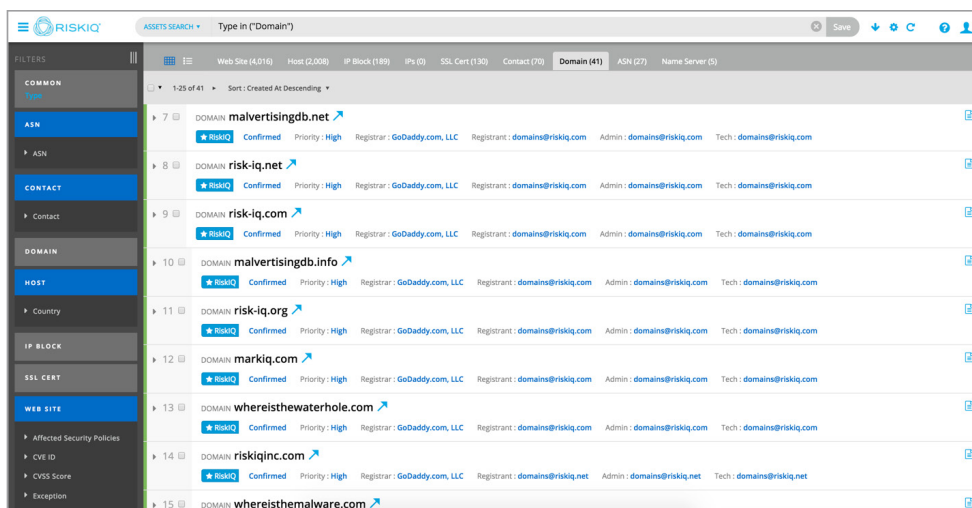 RISKIQ
ASSETS SEARCH Type in ("Domain") Save
FILTERS
COMMON
Type
ASN
ASN
CONTACT
Contact
DOMAIN
HOST
Country
IP BLOCK
SSL CERT
WEB SITE
Affected Security Policies
CVE ID
CVSS Score
Exception
Web Site (4,016) Host (2,008) IP Block (189) IPs (0) SSL Cert (130) Contact (70) Domain (41) ASN (27) Name Server (5)
1-25 of 41 Sort : Created At Descending
7 DOMAIN malvertisingdb.net
RiskIQ Confirmed Priority : High Registrar : GoDaddy.com, LLC Registrant : domains@riskiq.com Admin : domains@riskiq.com Tech : domains@riskiq.com
8 DOMAIN risk-iq.net
RiskIQ Confirmed Priority : High Registrar : GoDaddy.com, LLC Registrant : domains@riskiq.com Admin : domains@riskiq.com Tech : domains@riskiq.com
9 DOMAIN risk-iq.com
RiskIQ Confirmed Priority : High Registrar : GoDaddy.com, LLC Registrant : domains@riskiq.com Admin : domains@riskiq.com Tech : domains@riskiq.com
10 DOMAIN malvertisingdb.info
RiskIQ Confirmed Priority : High Registrar : GoDaddy.com, LLC Registrant : domains@riskiq.com Admin : domains@riskiq.com Tech : domains@riskiq.com
11 DOMAIN risk-iq.org
RiskIQ Confirmed Priority : High Registrar : GoDaddy.com, LLC Registrant : domains@riskiq.com Admin : domains@riskiq.com Tech : domains@riskiq.com
12 DOMAIN markiq.com
RiskIQ Confirmed Priority : High Registrar : GoDaddy.com, LLC Registrant : domains@riskiq.com Admin : domains@riskiq.com Tech : domains@riskiq.com
13 DOMAIN whereisthewaterhole.com
RiskIQ Confirmed Priority : High Registrar : GoDaddy.com, LLC Registrant : domains@riskiq.com Admin : domains@riskiq.com Tech : domains@riskiq.com
14 DOMAIN riskiqinc.com
RiskIQ Confirmed Priority : High Registrar : GoDaddy.com, LLC Registrant : domains@riskiq.net Admin : domains@riskiq.net Tech : domains@riskiq.net
15 DOMAIN whereisthemalware.com